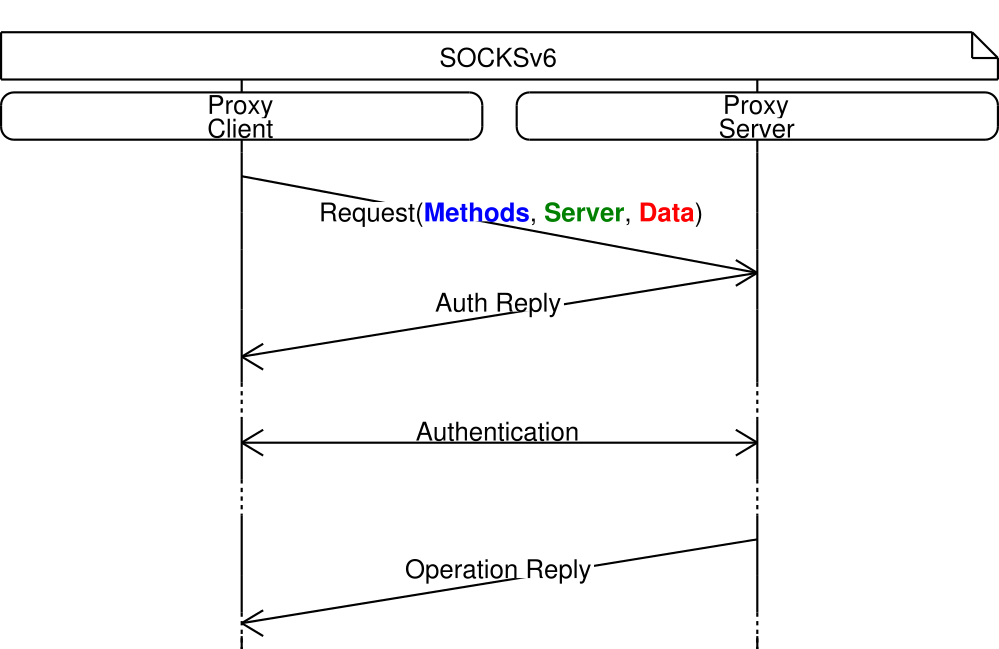 SOCKSv6
Proxy
Client
Proxy
Server
Request(Methods, Server, Data)
Auth Reply
Authentication
Operation Reply